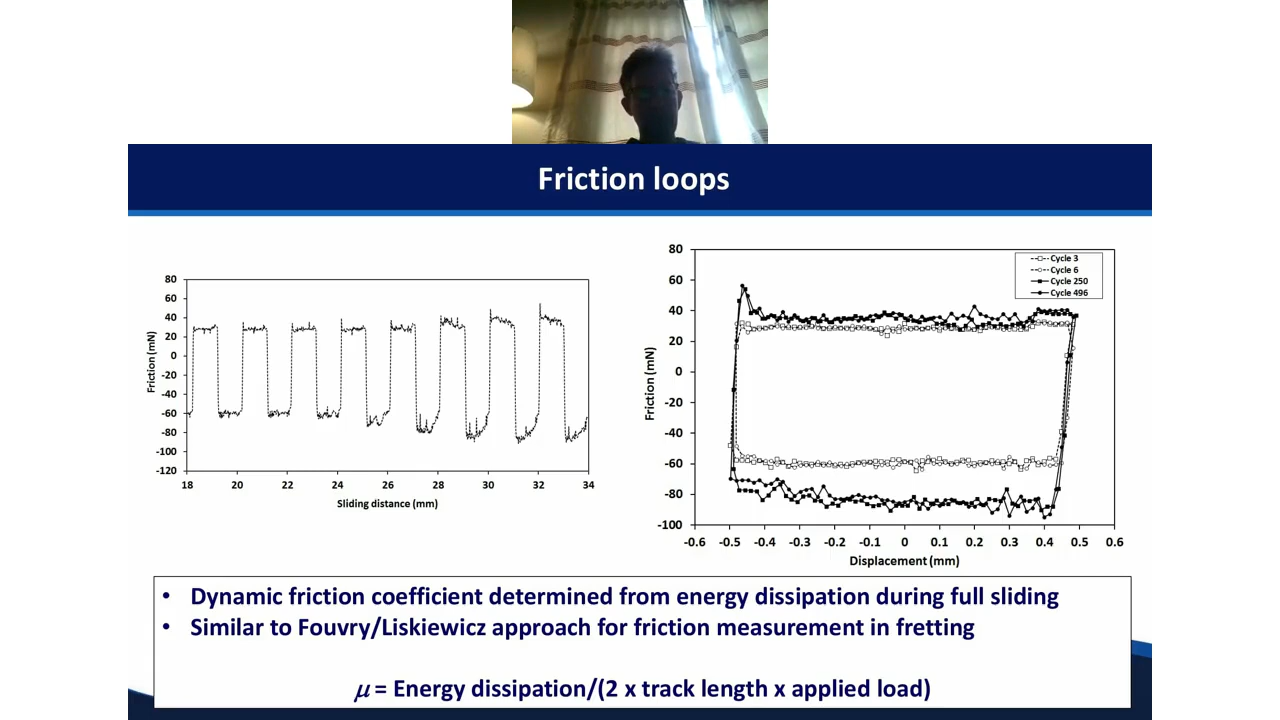 Friction loops
80
60
40
20
0
-20
-40
-60
-80
-100
-120
Friction (mN)
18 20 22 24 26 28 30 32 34
Sliding distance (mm)
80
60
40
20
0
-20
-40
-60
-80
-100
Friction (mN)
Cycle 3
Cycle 6
Cycle 250
Cycle 496
-0.6 -0.5 -0.4 -0.3 -0.2 -0.1 0 0.1 0.2 0.3 0.4 0.5 0.6
Displacement (mm)
• Dynamic friction coefficient determined from energy dissipation during full sliding
• Similar to Fouvry/Liskiewicz approach for friction measurement in fretting
μ = Energy dissipation/(2 x track length x applied load)